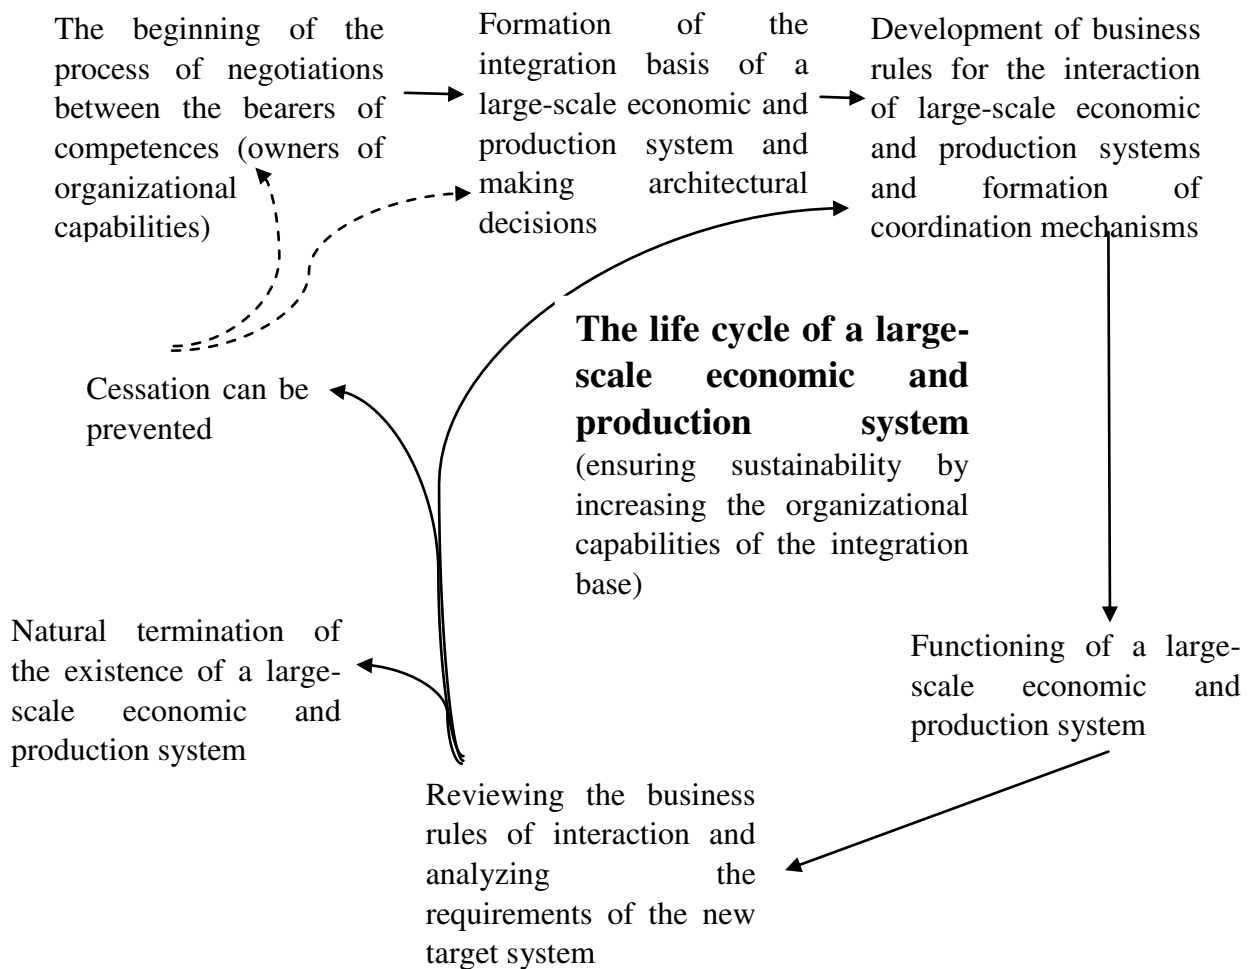 The beginning of the
process of negotiations
between the bearers of
competences (owners of
organizational
capabilities)
Formation of the
integration basis of a
large-scale economic and
production system and
making architectural
decisions
Development of business
rules for the interaction
of large-scale economic
and production systems
and formation of
coordination mechanisms
The life cycle of a large-
scale economic and
production system
(ensuring sustainability by
increasing the organizational
capabilities of the integration
base)
Cessation can be
prevented
Natural termination of
the existence of a large-
scale economic and
production system
Functioning of a large-
scale economic and
production system
Reviewing the business
rules of interaction and
analyzing the
requirements of the new
target system